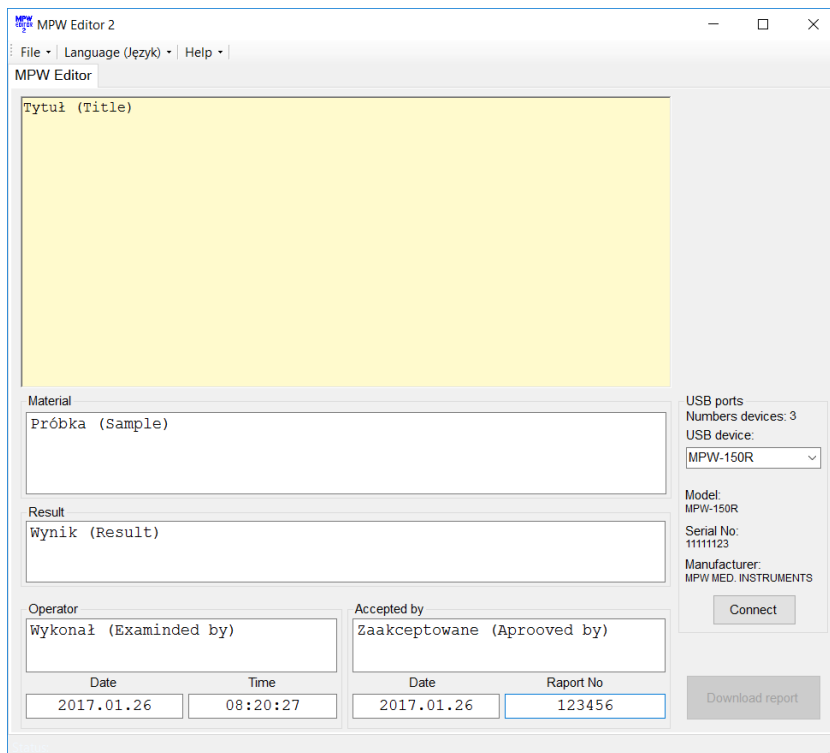 MPW EDITOR 2 MPW Editor 2
File Language (Język) Help
MPW Editor
Tytuł (Title)
Material
Próbka (Sample)
Result
Wynik (Result)
Operator
Wykonał (Examinded by)
Date Time
2017.01.26 08:20:27
Accepted by
Zaakceptowane (Aprooved by)
Date Raport No
2017.01.26 123456
USB ports
Numbers devices: 3
USB device:
MPW-150R
Model:
MPW-150R
Serial No:
11111123
Manufacturer:
MPW MED. INSTRUMENTS
Connect
Download report